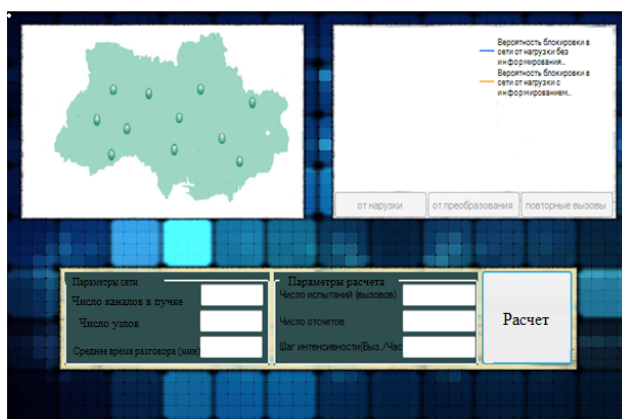 Вероятность блокировки в
сети от нагрузки без
информирования..
Вероятность блокировки в
сети от нагрузки с
информированием..
от нарузки
от преобразования
повторные вызовы
Параметры сети
Число каналов в пучке
Число узлов
Среднее время разговора (мин)
Параметры расчета
Число испытаний (вызовов)
Число отсчетов
Шаг интенсивности(Выз./Час
Расчет